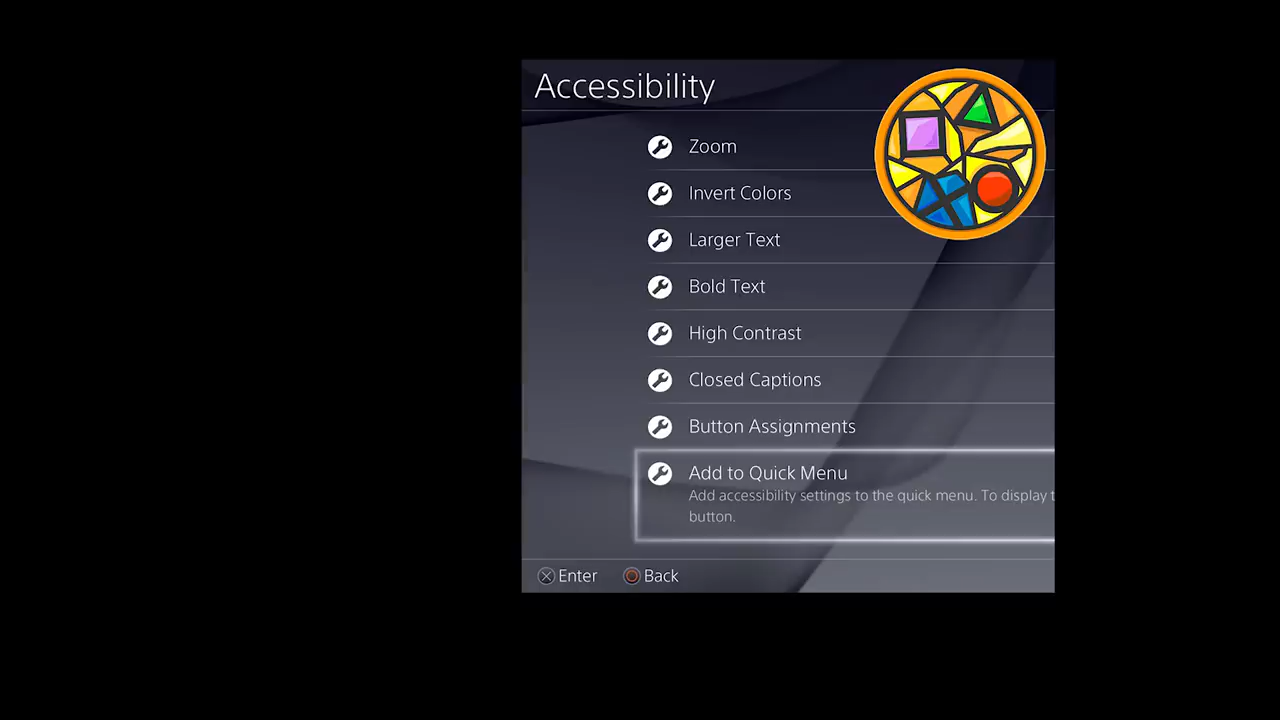 Accessibility
Zoom
Invert Colors
Larger Text
Bold Text
High Contrast
Closed Captions
Button Assignments
Add to Quick Menu
Add accessibility settings to the quick menu. To display
button.
Enter
Back